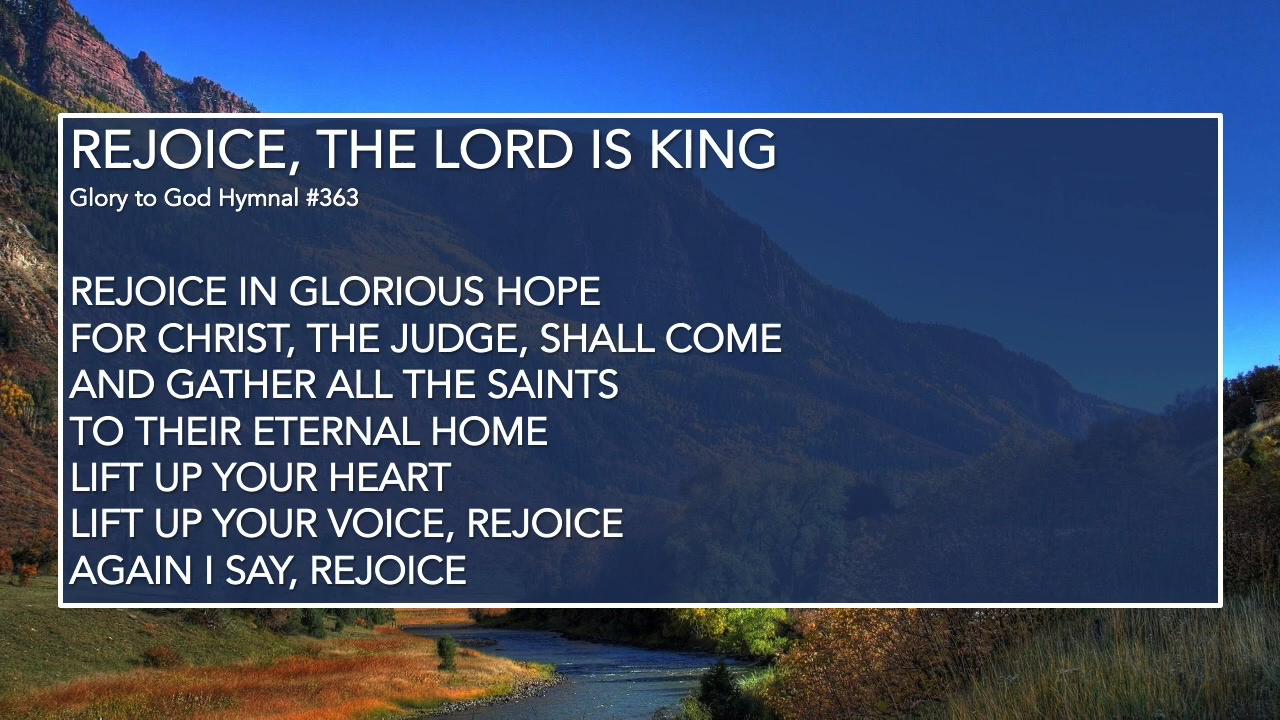 REJOICE, THE LORD IS KING
Glory to God Hymnal #363
REJOICE IN GLORIOUS HOPE
FOR CHRIST, THE JUDGE, SHALL COME
AND GATHER ALL THE SAINTS
TO THEIR ETERNAL HOME
LIFT UP YOUR HEART
LIFT UP YOUR VOICE, REJOICE
AGAIN I SAY, REJOICE